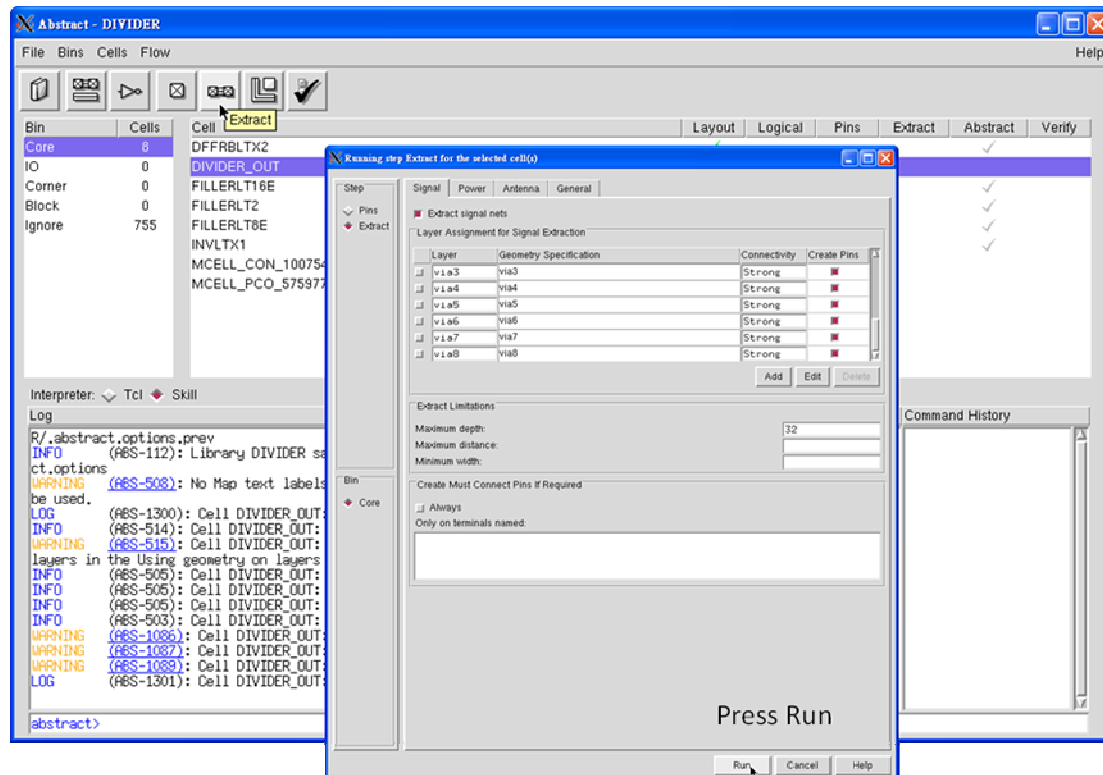 Abstract - DIVIDER
File Bins Cells Flow Help
Extract
Bin Cells Cell Layout Logical Pins Extract Abstract Verify
Core 8 DFFRBLTX2
IO 0 DIVIDER_OUT
Corner 0 FILLERLT16E
Block 0 FILLERLT2
Ignore 755 FILLERLT8E
INVLTX1
MCELL_CON_100754
MCELL_PCO_575977
Running step Extract for the selected cell(s)
Step
Pins
Extract
Bin
Core
Signal Power Antenna General
Extract signal nets
Layer Assignment for Signal Extraction
Layer Geometry Specification Connectivity Create Pins
via3 via3 Strong
via4 via4 Strong
via5 via5 Strong
via6 via6 Strong
via7 via7 Strong
via8 via8 Strong
Add Edit Delete
Extract Limitations
Maximum depth: 32
Maximum distance:
Minimum width:
Create Must Connect Pins If Required
Always
Only on terminals named:
Press Run
Run Cancel Help
Interpreter: Tcl Skill
Log
R/.abstract.options.prev
INFO (ABS-112): Library DIVIDER sa
ct.options
WARNING (ABS-508): No Map text labels
be used.
LOG (ABS-1300): Cell DIVIDER_OUT:
INFO (ABS-514): Cell DIVIDER_OUT:
WARNING (ABS-515): Cell DIVIDER_OUT:
layers in the Using geometry on layers
INFO (ABS-505): Cell DIVIDER_OUT:
INFO (ABS-505): Cell DIVIDER_OUT:
INFO (ABS-505): Cell DIVIDER_OUT:
INFO (ABS-503): Cell DIVIDER_OUT:
WARNING (ABS-1086): Cell DIVIDER_OUT
WARNING (ABS-1087): Cell DIVIDER_OUT
WARNING (ABS-1089): Cell DIVIDER_OUT
LOG (ABS-1301): Cell DIVIDER_OUT:
abstract>
Command History